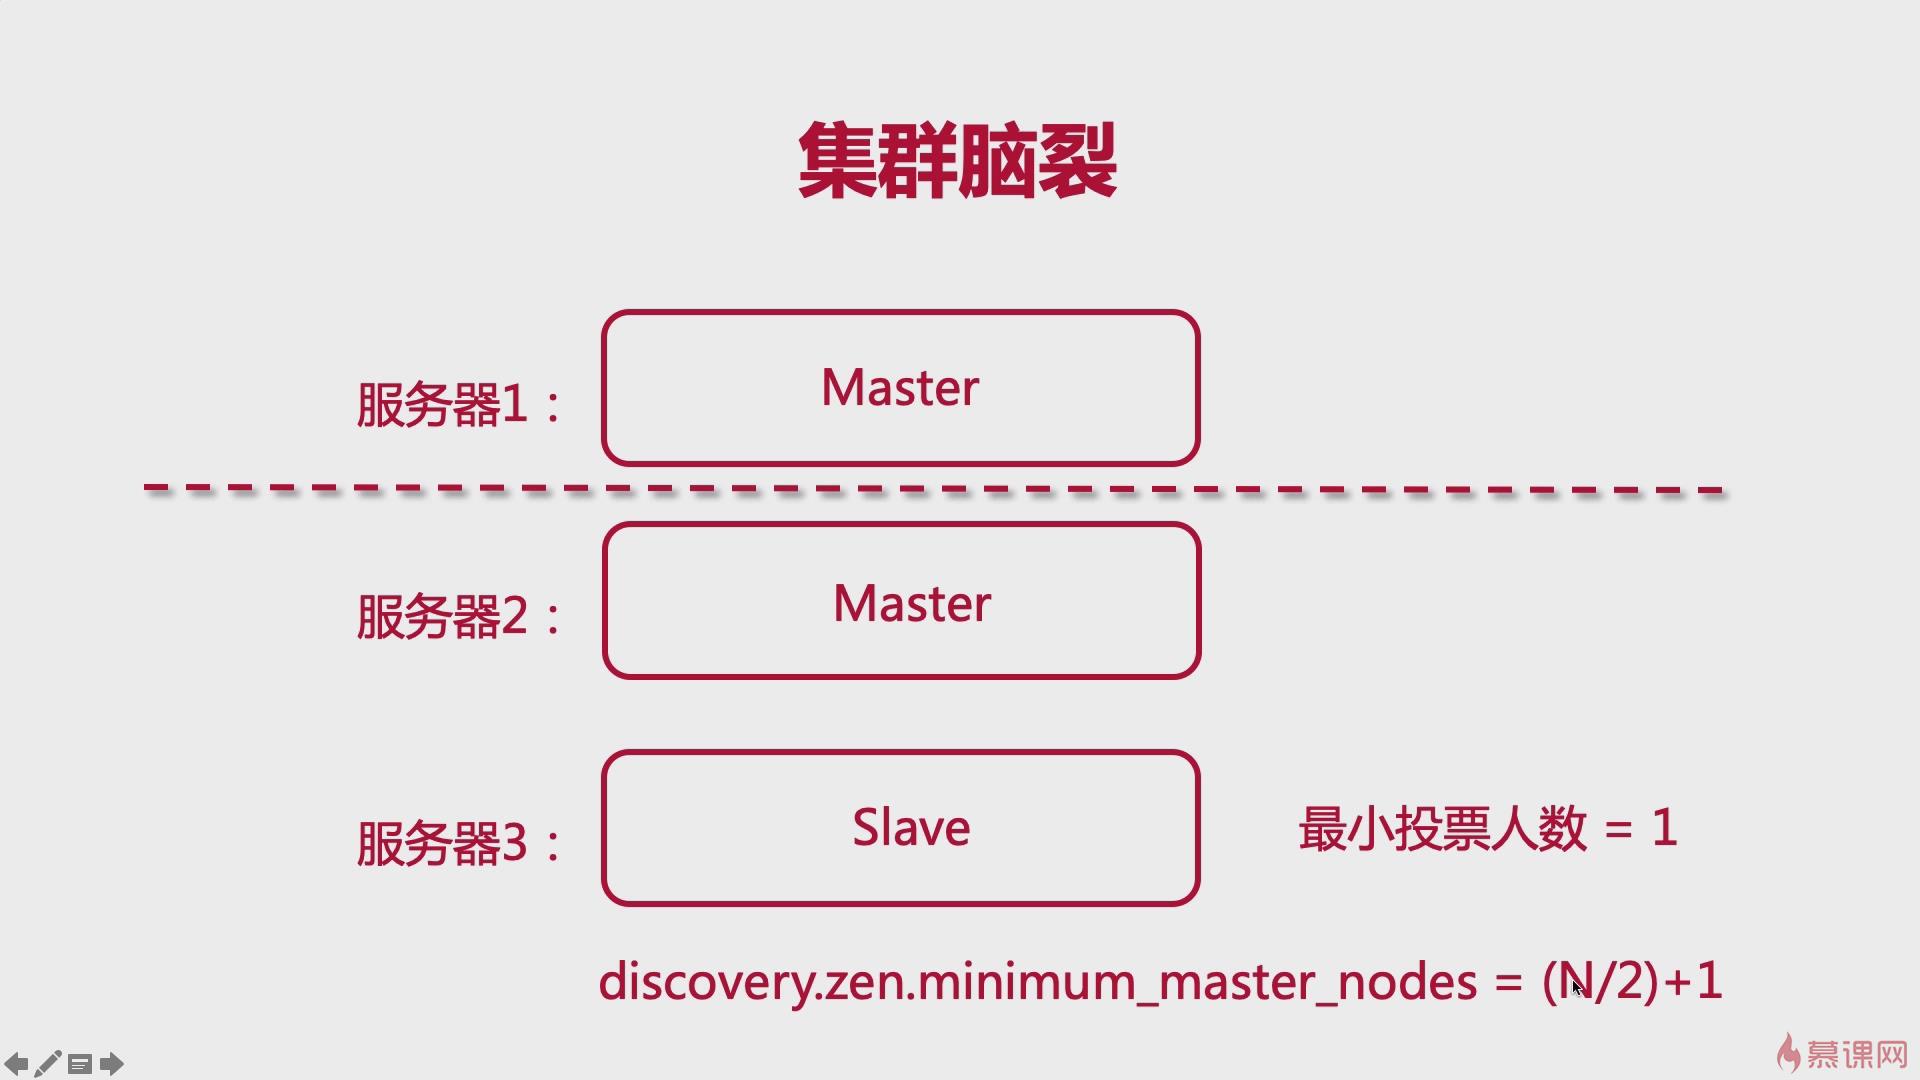 集群脑裂
服务器1：
Master
服务器2：
Master
服务器3：
Slave
最小投票人数 = 1
discovery.zen.minimum_master_nodes = (N/2)+1
慕课网